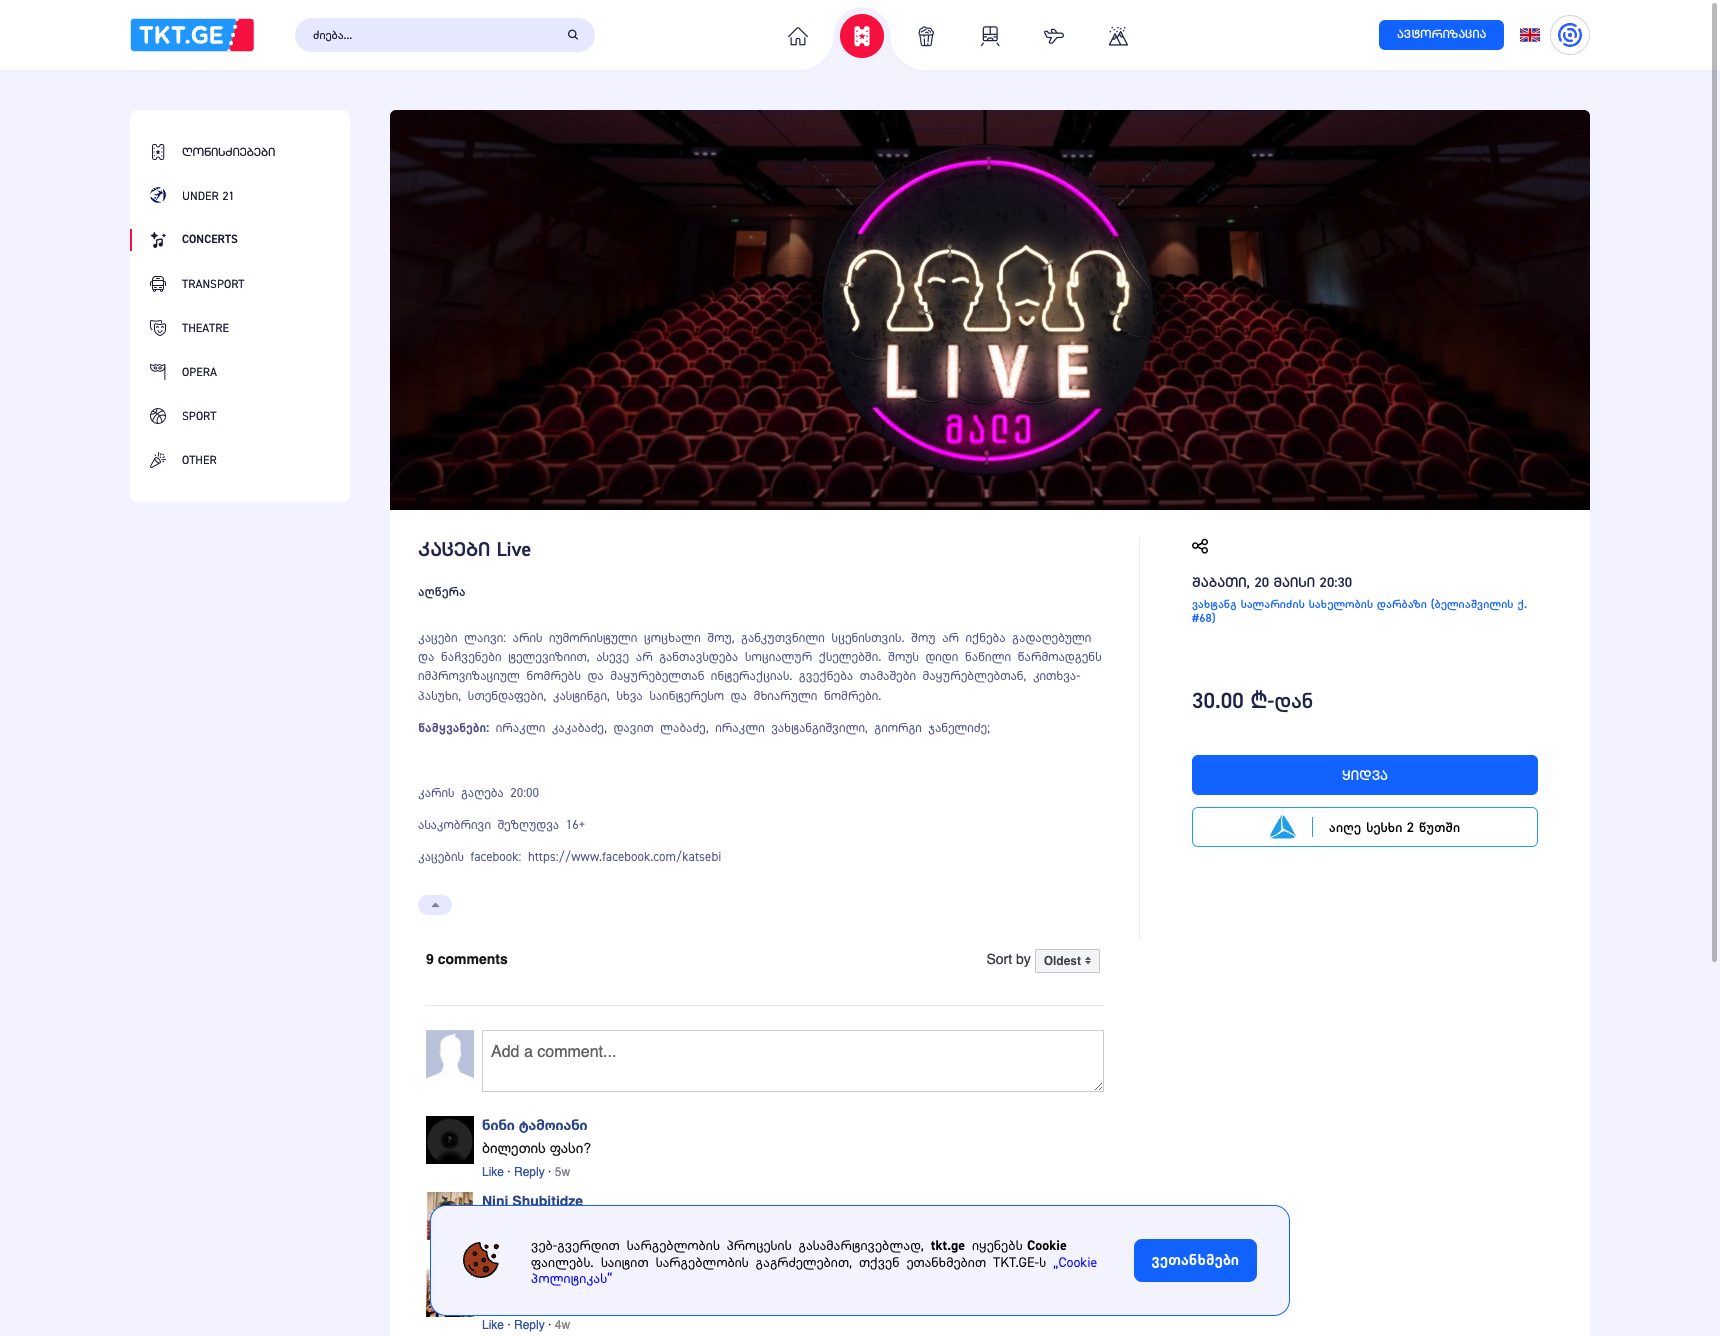 TKT.GE
ძიება...
ავტორიზაცია
ღონისძიებები
UNDER 21
CONCERTS
TRANSPORT
THEATRE
OPERA
SPORT
OTHER
LIVE
მალე
კაცები Live
აღწერა
კაცები ლაივი: არის იუმორისტული ცოცხალი შოუ, განკუთვნილი სცენისთვის. შოუ არ იქნება გადაღებული
და ნაჩვენები ტელევიზიით, ასევე არ განთავსდება სოციალურ ქსელებში. შოუს დიდი ნაწილი წარმოადგენს
იმპროვიზაციულ ნომრებს და მაყურებელთან ინტერაქციას. გვექნება თამაშები მაყურებლებთან, კითხვა-
პასუხი, სთენდაფები, კასტინგი, სხვა საინტერესო და მხიარული ნომრები.
წამყვანები: ირაკლი კაკაბაძე, დავით ლაბაძე, ირაკლი ვახტანგიშვილი, გიორგი ჯანელიძე;
კარის გაღება 20:00
ასაკობრივი შეზღუდვა 16+
კაცების facebook: https://www.facebook.com/katsebi
შაბათი, 20 მაისი 20:30
ვახტანგ სალარიძის სახელობის დარბაზი (ბელიაშვილის ქ.
#68)
30.00 ₾-დან
ყიდვა
აიღე სესხი 2 წუთში
9 comments
Sort by Oldest
Add a comment...
ნინი ტამოიანი
ბილეთის ფასი?
Like · Reply · 5w
Nini Shubitidze
ვებ-გვერდით სარგებლობის პროცესის გასამარტივებლად, tkt.ge იყენებს Cookie
ფაილებს. საიტით სარგებლობის გაგრძელებით, თქვენ ეთანხმებით TKT.GE-ს „Cookie
პოლიტიკას“
ვეთანხმები
Like · Reply · 4w